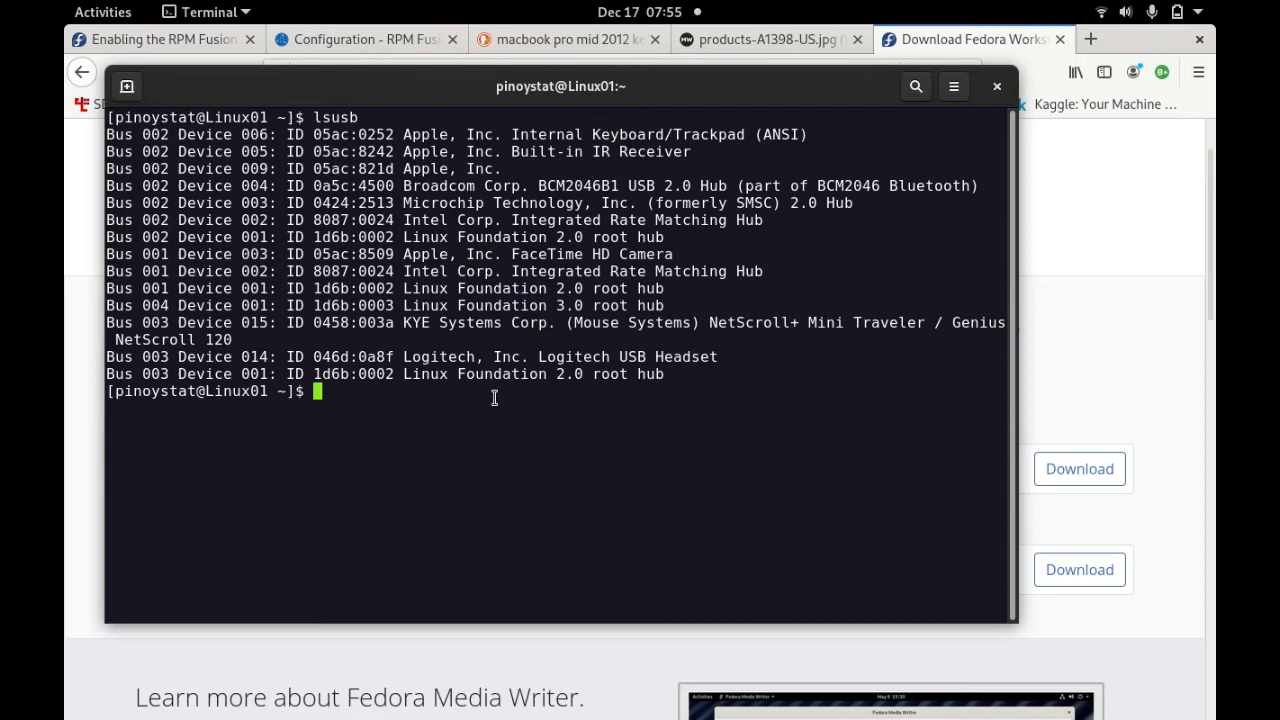 Activities Terminal Dec 17 07:55
Enabling the RPM Fusion Configuration - RPM Fusi macbook pro mid 2012 ke products-A1398-US.jpg ( Download Fedora Works
pinoystat@Linux01:~
Kaggle: Your Machine ...
[pinoystat@Linux01 ~]$ lsusb
Bus 002 Device 006: ID 05ac:0252 Apple, Inc. Internal Keyboard/Trackpad (ANSI)
Bus 002 Device 005: ID 05ac:8242 Apple, Inc. Built-in IR Receiver
Bus 002 Device 009: ID 05ac:821d Apple, Inc.
Bus 002 Device 004: ID 0a5c:4500 Broadcom Corp. BCM2046B1 USB 2.0 Hub (part of BCM2046 Bluetooth)
Bus 002 Device 003: ID 0424:2513 Microchip Technology, Inc. (formerly SMSC) 2.0 Hub
Bus 002 Device 002: ID 8087:0024 Intel Corp. Integrated Rate Matching Hub
Bus 002 Device 001: ID 1d6b:0002 Linux Foundation 2.0 root hub
Bus 001 Device 003: ID 05ac:8509 Apple, Inc. FaceTime HD Camera
Bus 001 Device 002: ID 8087:0024 Intel Corp. Integrated Rate Matching Hub
Bus 001 Device 001: ID 1d6b:0002 Linux Foundation 2.0 root hub
Bus 004 Device 001: ID 1d6b:0003 Linux Foundation 3.0 root hub
Bus 003 Device 015: ID 0458:003a KYE Systems Corp. (Mouse Systems) NetScroll+ Mini Traveler / Genius
NetScroll 120
Bus 003 Device 014: ID 046d:0a8f Logitech, Inc. Logitech USB Headset
Bus 003 Device 001: ID 1d6b:0002 Linux Foundation 2.0 root hub
[pinoystat@Linux01 ~]$
Download
Download
Learn more about Fedora Media Writer.
Activities Fedora Media Writer
Fedora Media Writer